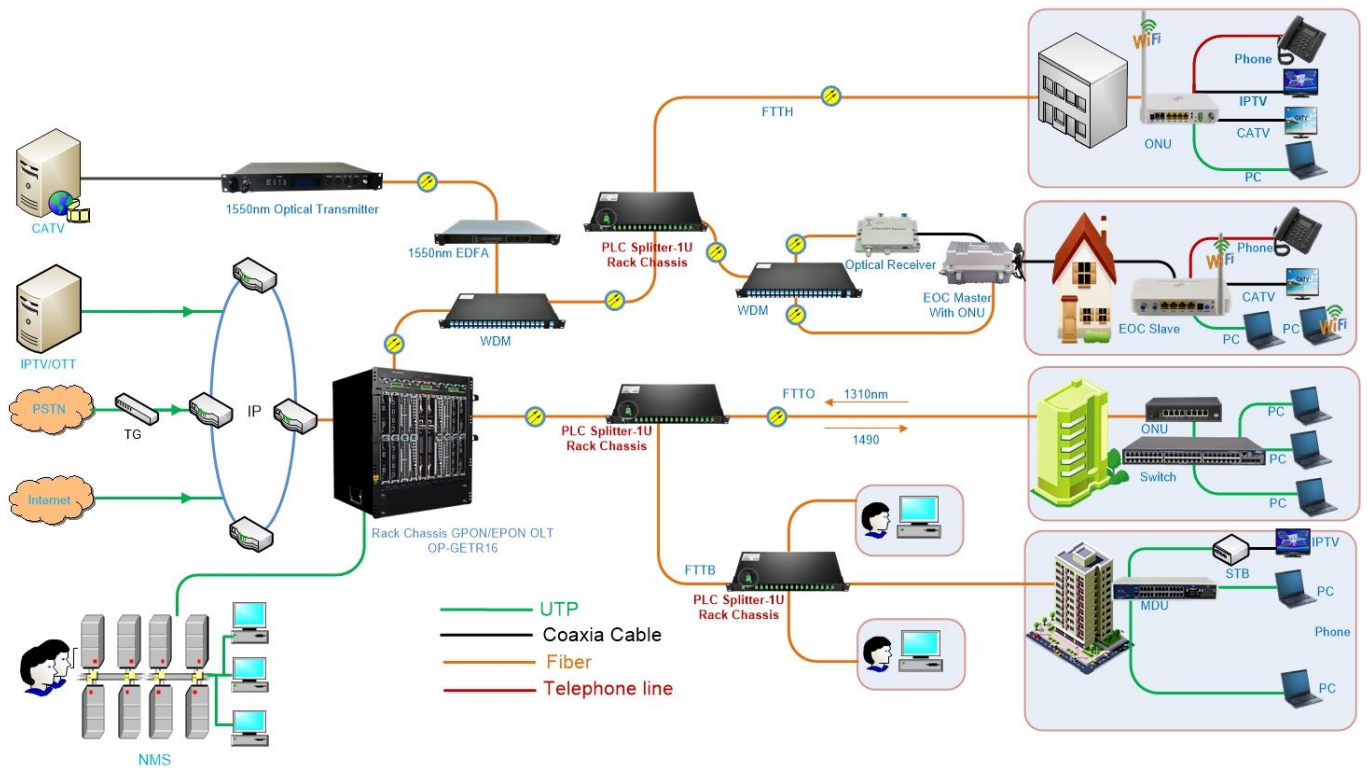 WiFi
Phone
IPTV
CATV
PC
ONU
FTTH
CATV
1550nm Optical Transmitter
1550nm EDFA
PLC Splitter-1U
Rack Chassis
WDM
WDM
Optical Receiver
EOC Master
With ONU
Phone
WiFi
CATV
EOC Slave
PC
PC
WiFi
IPTV/OTT
PSTN
TG
IP
Internet
Rack Chassis GPON/EPON OLT
OP-GETR16
PLC Splitter-1U
Rack Chassis
FTTO
1310nm
1490
ONU
Switch
PC
PC
PC
FTTB
PLC Splitter-1U
Rack Chassis
IPTV
STB
MDU
PC
Phone
PC
NMS
UTP
Coaxia Cable
Fiber
Telephone line